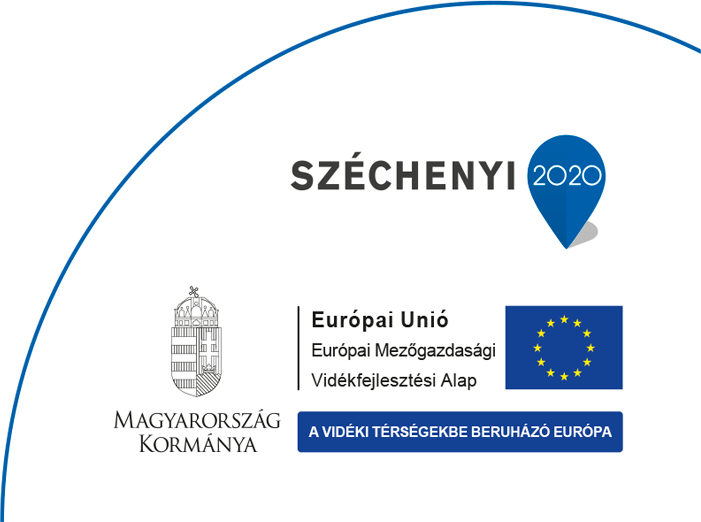 SZÉCHENYI 2020
Európai Unió
Európai Mezőgazdasági
Vidékfejlesztési Alap
MAGYARORSZÁG
KORMÁNYA
A VIDÉKI TÉRSÉGEKBE BERUHÁZÓ EURÓPA